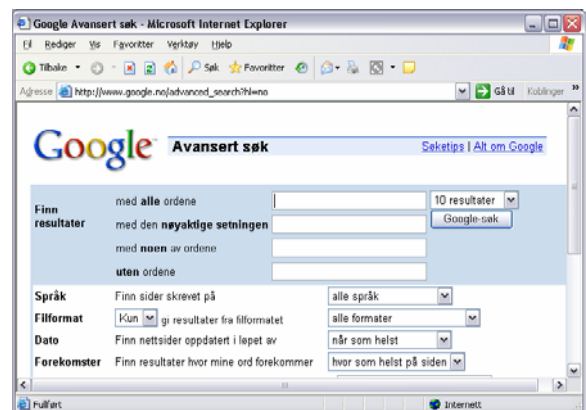 Google Avansert søk - Microsoft Internet Explorer
Fil Rediger Vis Favoritter Verktøy Hjelp
Tilbake Søk Favoritter
Adresse http://www.google.no/advanced_search?hl=no Gå til Koblinger »
Google Avansert søk Søketips | Alt om Google
Finn resultater
med alle ordene 10 resultater
med den nøyaktige setningen Google-søk
med noen av ordene
uten ordene
Språk Finn sider skrevet på alle språk
Filformat Kun gi resultater fra filformatet alle formater
Dato Finn nettsider oppdatert i løpet av når som helst
Forekomster Finn resultater hvor mine ord forekommer hvor som helst på siden
Fullført Internett